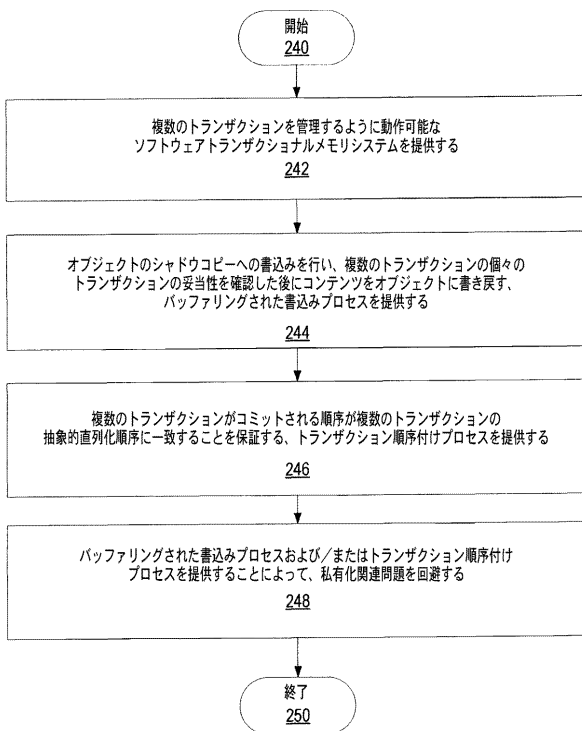 開始
240
複数のトランザクションを管理するように動作可能な
ソフトウェアトランザクショナルメモリシステムを提供する
242
オブジェクトのシャドウコピーへの書込みを行い、複数のトランザクションの個々の
トランザクションの妥当性を確認した後にコンテンツをオブジェクトに書き戻す、
バッファリングされた書込みプロセスを提供する
244
複数のトランザクションがコミットされる順序が複数のトランザクションの
抽象的直列化順序に一致することを保証する、トランザクション順序付けプロセスを提供する
246
バッファリングされた書込みプロセスおよび/またはトランザクション順序付け
プロセスを提供することによって、私有化関連問題を回避する
248
終了
250